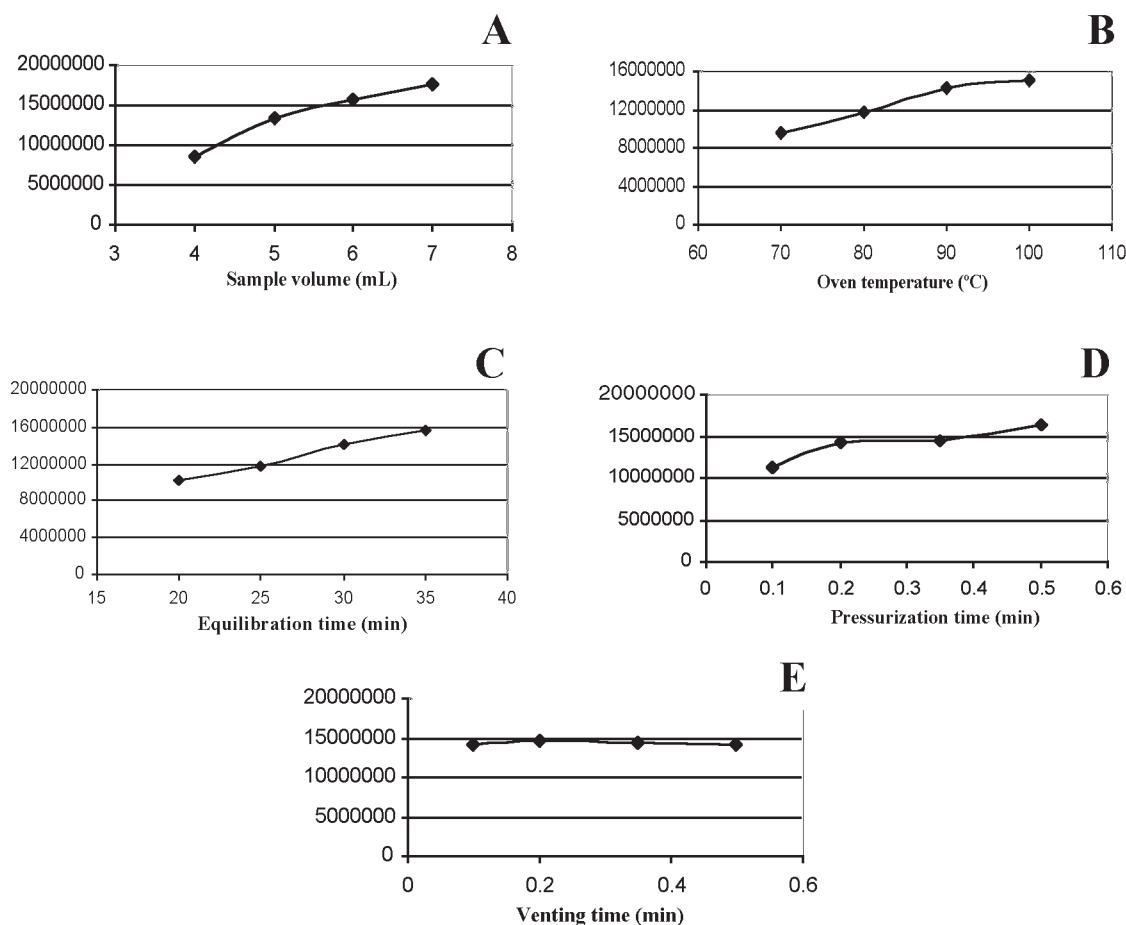 A
20000000
15000000
10000000
5000000
0
3 4 5 6 7 8
Sample volume (mL)
B
16000000
12000000
8000000
4000000
0
60 70 80 90 100 110
Oven temperature (ºC)
C
20000000
16000000
12000000
8000000
4000000
0
15 20 25 30 35 40
Equilibration time (min)
D
20000000
15000000
10000000
5000000
0
0 0.1 0.2 0.3 0.4 0.5 0.6
Pressurization time (min)
E
20000000
15000000
10000000
5000000
0
0 0.2 0.4 0.6
Venting time (min)